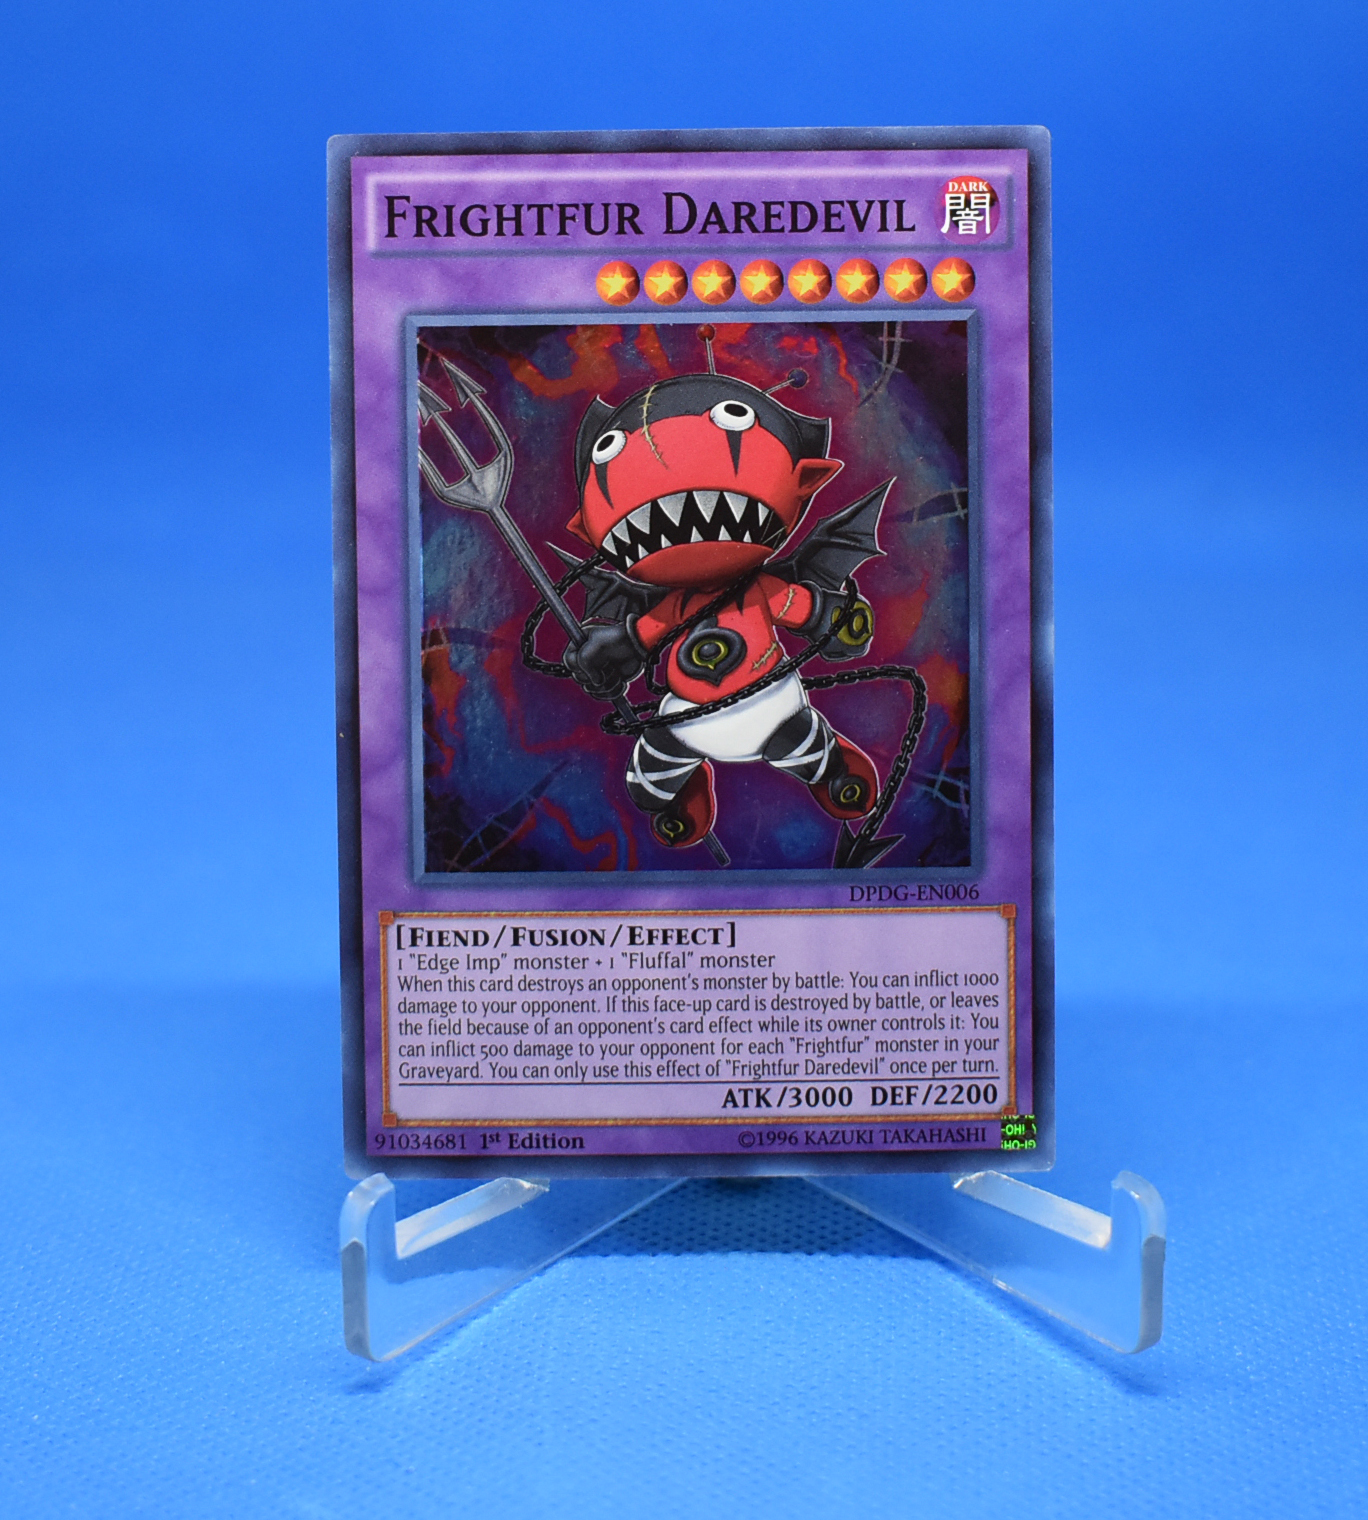 Frightfur Daredevil
DARK
闇
DPDG-EN006
[Fiend/Fusion/Effect]
1 "Edge Imp" monster + 1 "Fluffal" monster
When this card destroys an opponent's monster by battle: You can inflict 1000
damage to your opponent. If this face-up card is destroyed by battle, or leaves
the field because of an opponent's card effect while its owner controls it: You
can inflict 500 damage to your opponent for each "Frightfur" monster in your
Graveyard. You can only use this effect of "Frightfur Daredevil" once per turn.
ATK/3000 DEF/2200
91034681 1st Edition ©1996 KAZUKI TAKAHASHI